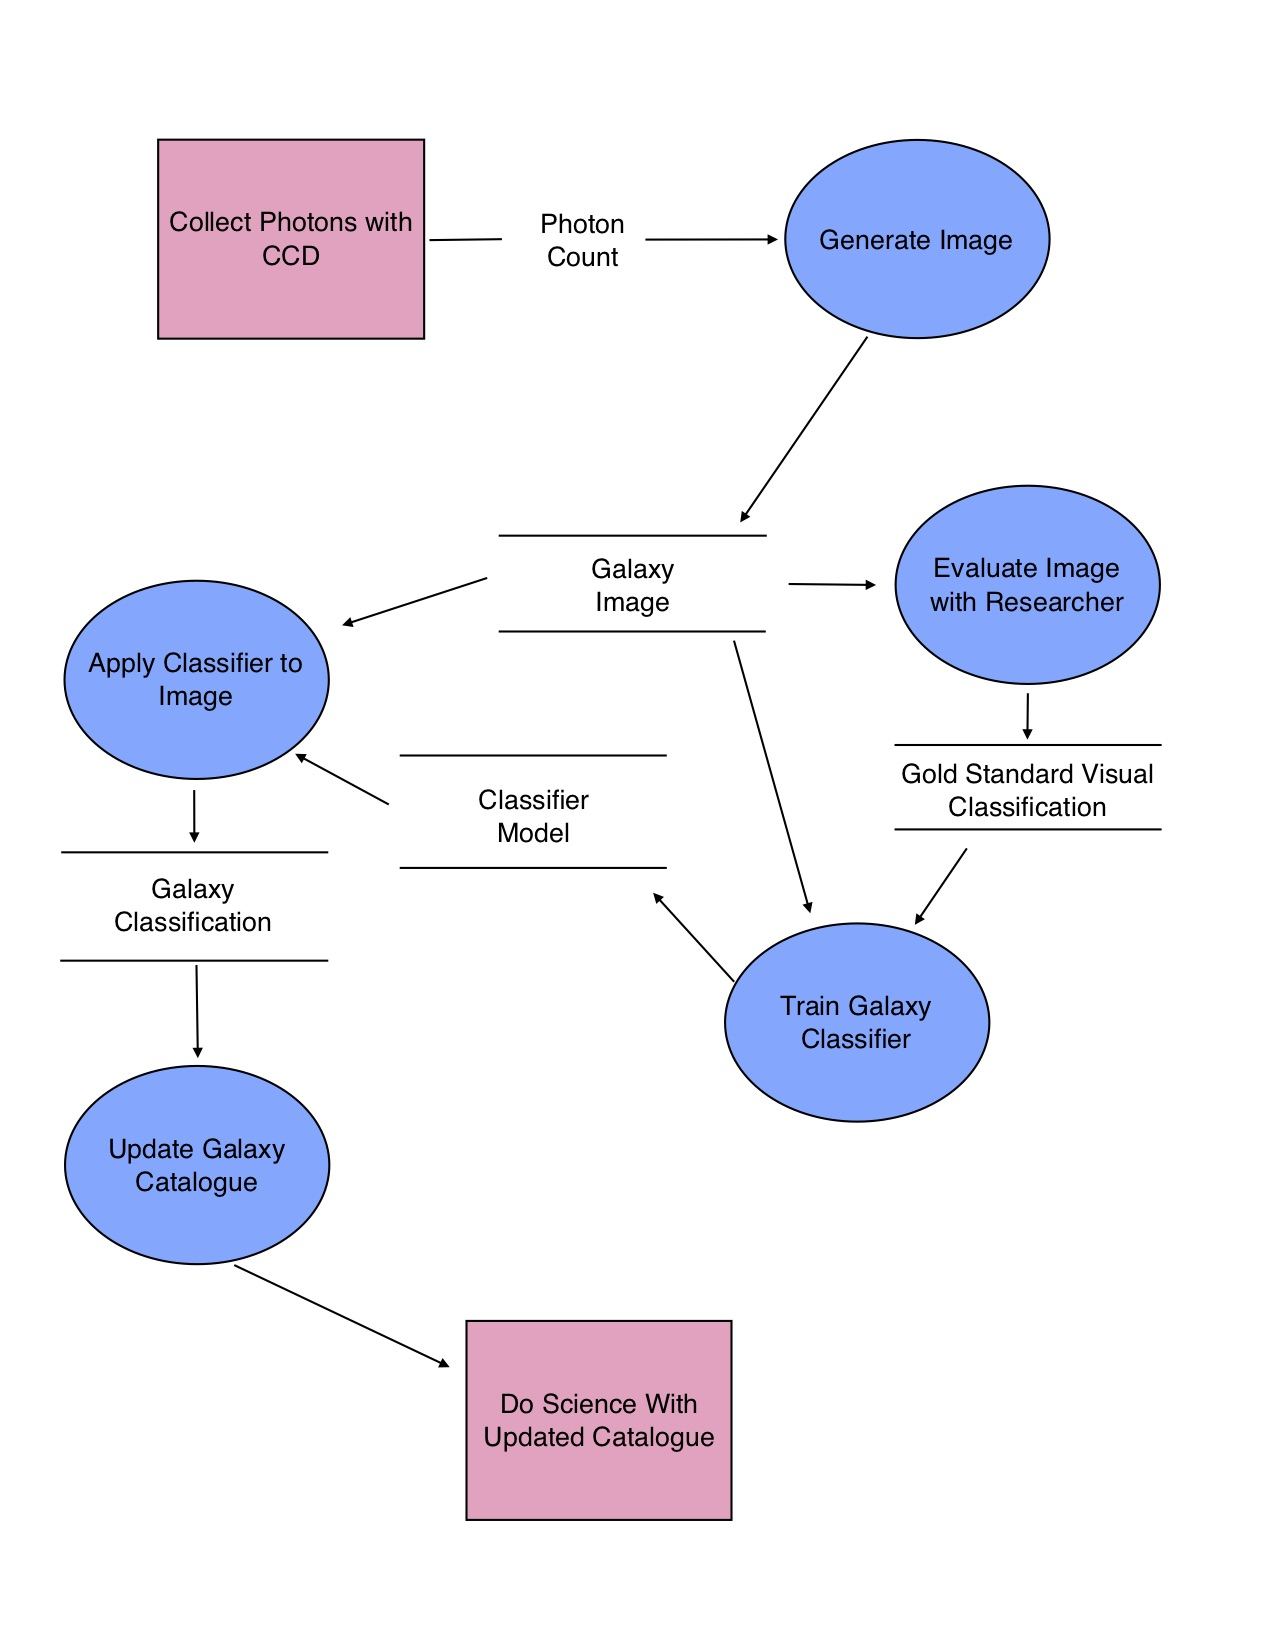 Collect Photons with
CCD
Photon
Count
Generate Image
Galaxy
Image
Evaluate Image
with Researcher
Apply Classifier to
Image
Gold Standard Visual
Classification
Classifier
Model
Galaxy
Classification
Train Galaxy
Classifier
Update Galaxy
Catalogue
Do Science With
Updated Catalogue